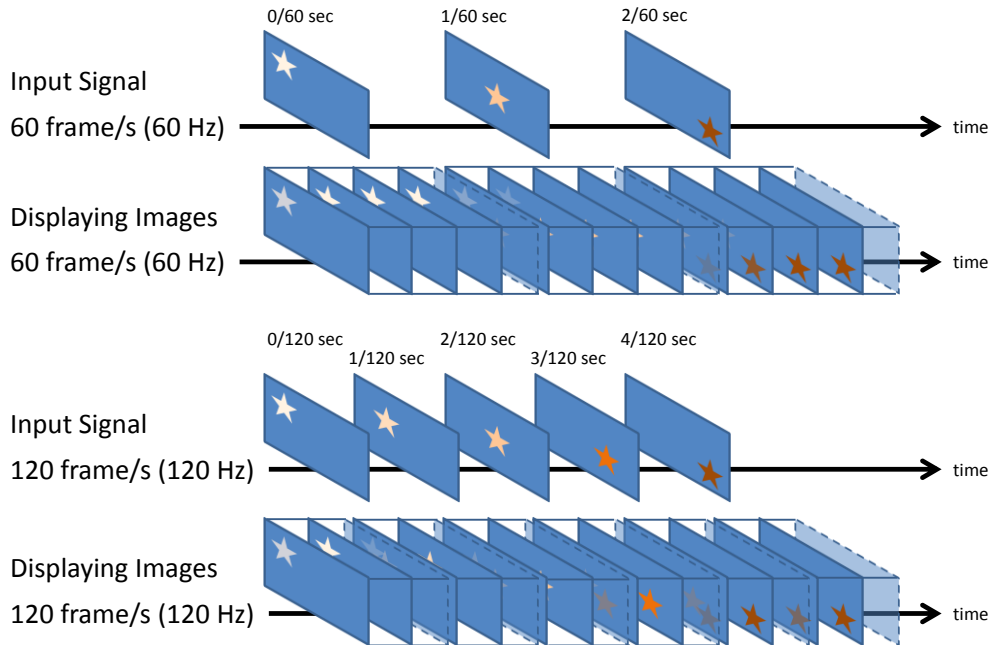 0/60 sec 1/60 sec 2/60 sec
Input Signal
60 frame/s (60 Hz)
time
Displaying Images
60 frame/s (60 Hz)
time
0/120 sec 2/120 sec 4/120 sec
1/120 sec 3/120 sec
Input Signal
120 frame/s (120 Hz)
time
Displaying Images
120 frame/s (120 Hz)
time